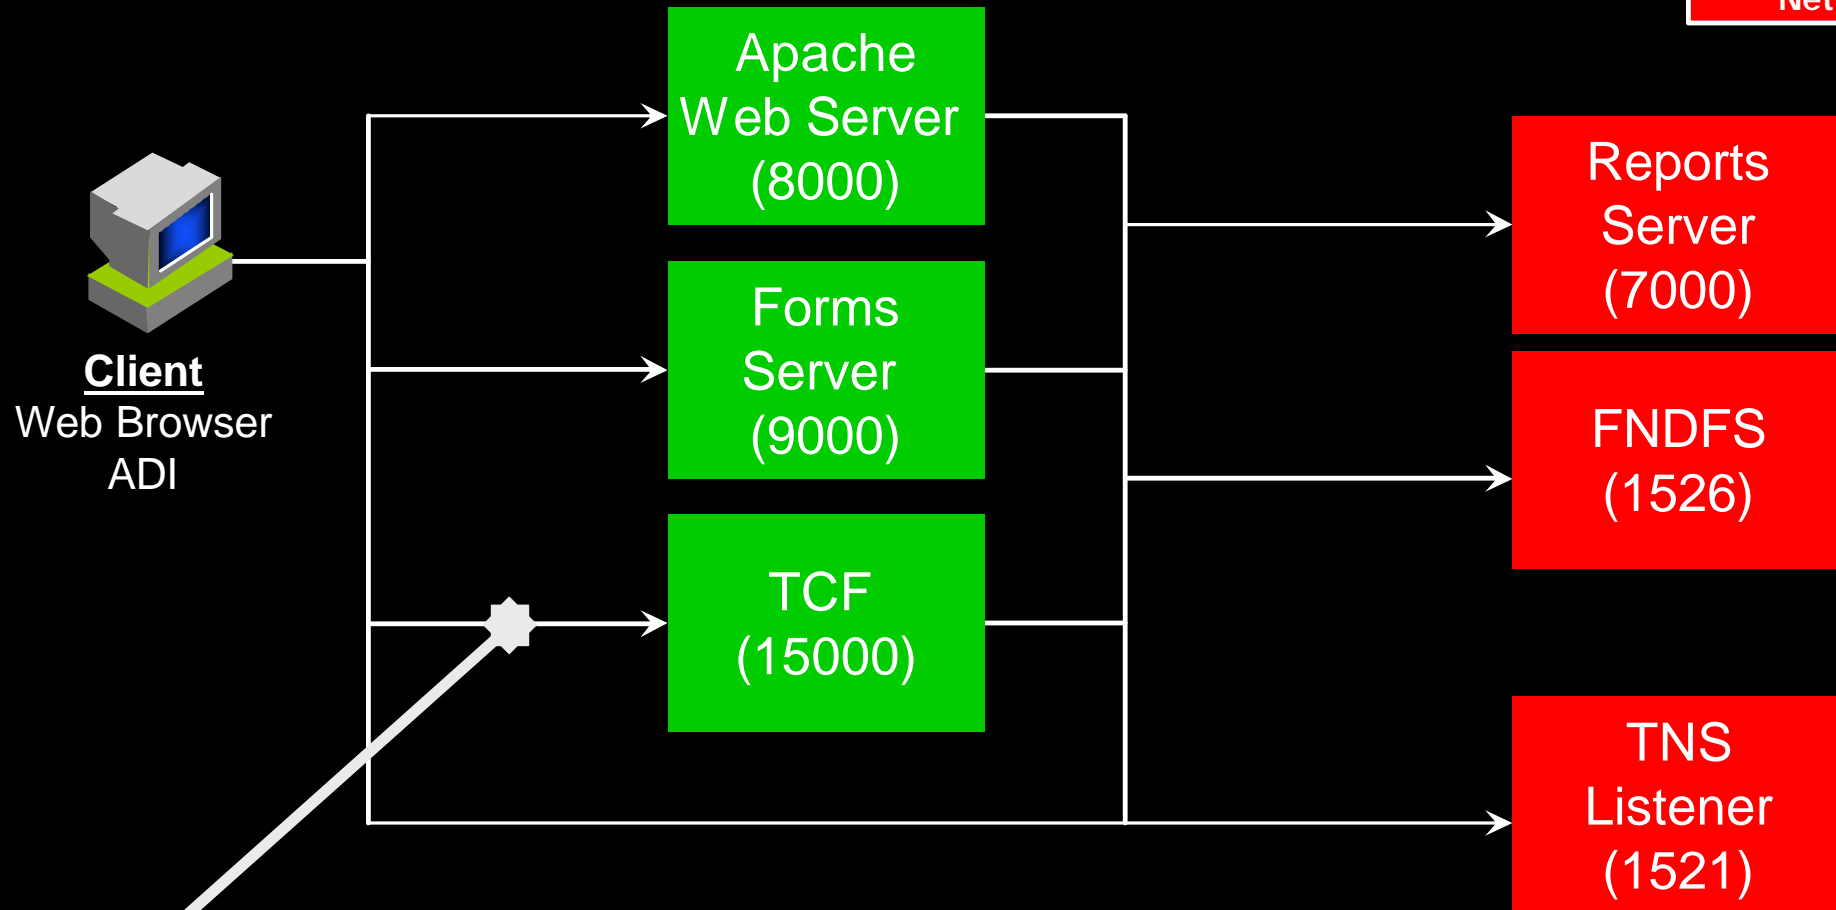 Net
Apache
Web Server
(8000)
Reports
Server
(7000)
Forms
Server
(9000)
Client
Web Browser
ADI
FNDFS
(1526)
TCF
(15000)
TNS
Listener
(1521)